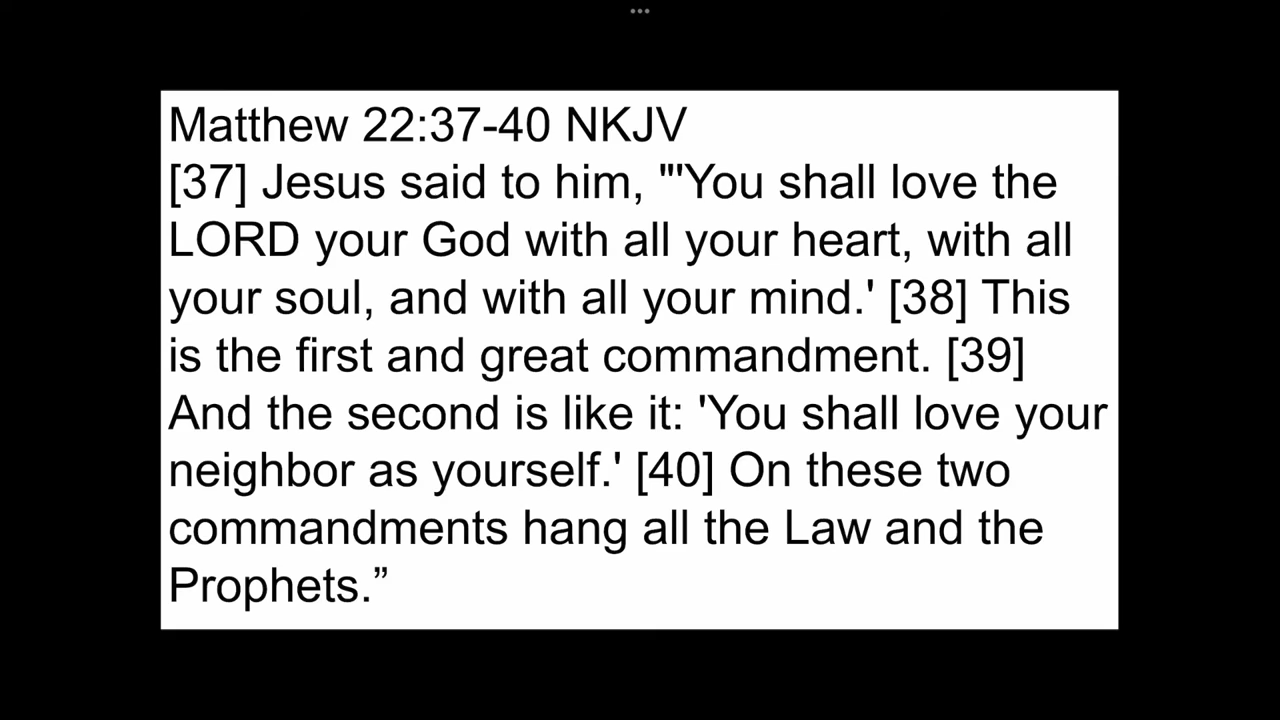 Matthew 22:37-40 NKJV
[37] Jesus said to him, "'You shall love the
LORD your God with all your heart, with all
your soul, and with all your mind.' [38] This
is the first and great commandment. [39]
And the second is like it: 'You shall love your
neighbor as yourself.' [40] On these two
commandments hang all the Law and the
Prophets.”